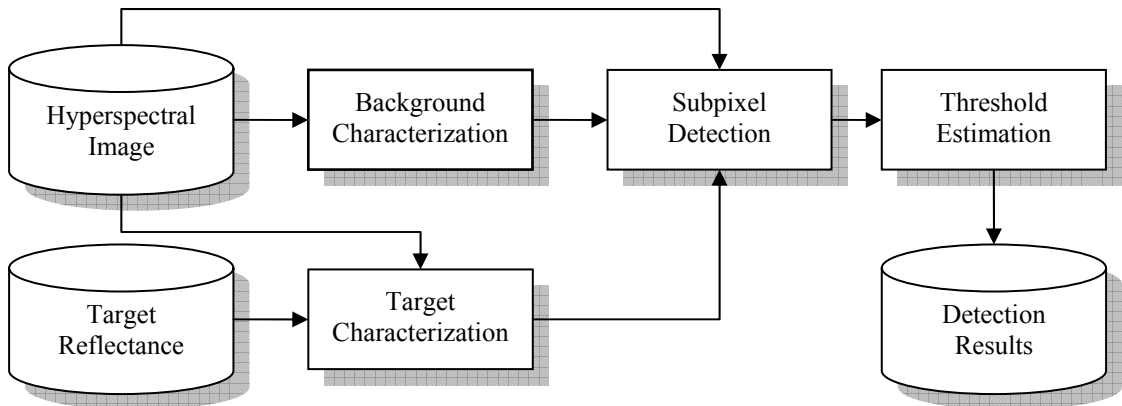 Hyperspectral
Image
Background
Characterization
Subpixel
Detection
Threshold
Estimation
Target
Reflectance
Target
Characterization
Detection
Results